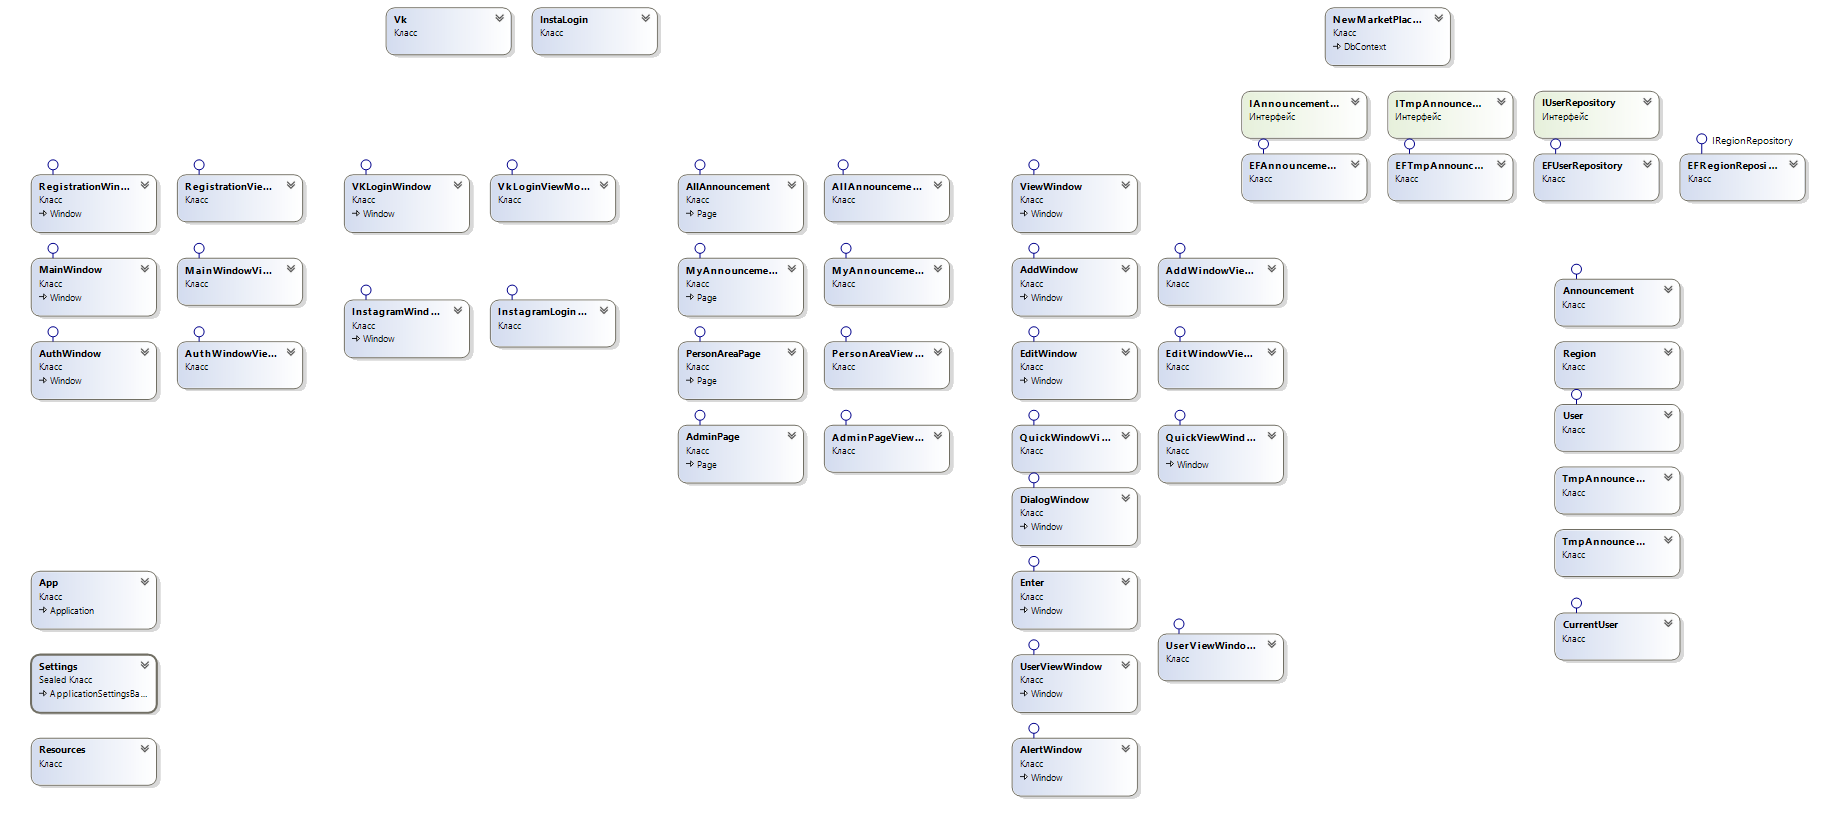 Vk
Класс
InstaLogin
Класс
NewMarketPlac...
Класс
DbContext
IAnnouncement...
Интерфейс
ITmpAnnounce...
Интерфейс
IUserRepository
Интерфейс
IRegionRepository
EFAnnounceme...
Класс
EFTmpAnnounc...
Класс
EFUserRepository
Класс
EFRegionReposi...
Класс
RegistrationWin...
Класс
Window
RegistrationVie...
Класс
VKLoginWindow
Класс
Window
VkLoginViewMo...
Класс
AllAnnouncement
Класс
Page
AllAnnounceme...
Класс
ViewWindow
Класс
Window
MainWindow
Класс
Window
MainWindowVi...
Класс
MyAnnounceme...
Класс
Page
MyAnnounceme...
Класс
AddWindow
Класс
Window
AddWindowVie...
Класс
Announcement
Класс
InstagramWind...
Класс
Window
InstagramLogin...
Класс
AuthWindow
Класс
Window
AuthWindowVie...
Класс
PersonAreaPage
Класс
Page
PersonAreaView...
Класс
EditWindow
Класс
Window
EditWindowVie...
Класс
Region
Класс
User
Класс
AdminPage
Класс
Page
AdminPageView...
Класс
QuickWindowVi...
Класс
QuickViewWind...
Класс
Window
TmpAnnounce...
Класс
DialogWindow
Класс
Window
TmpAnnounce...
Класс
App
Класс
Application
Enter
Класс
Window
CurrentUser
Класс
UserViewWindo...
Класс
Settings
Sealed Класс
ApplicationSettingsBa...
UserViewWindow
Класс
Window
Resources
Класс
AlertWindow
Класс
Window